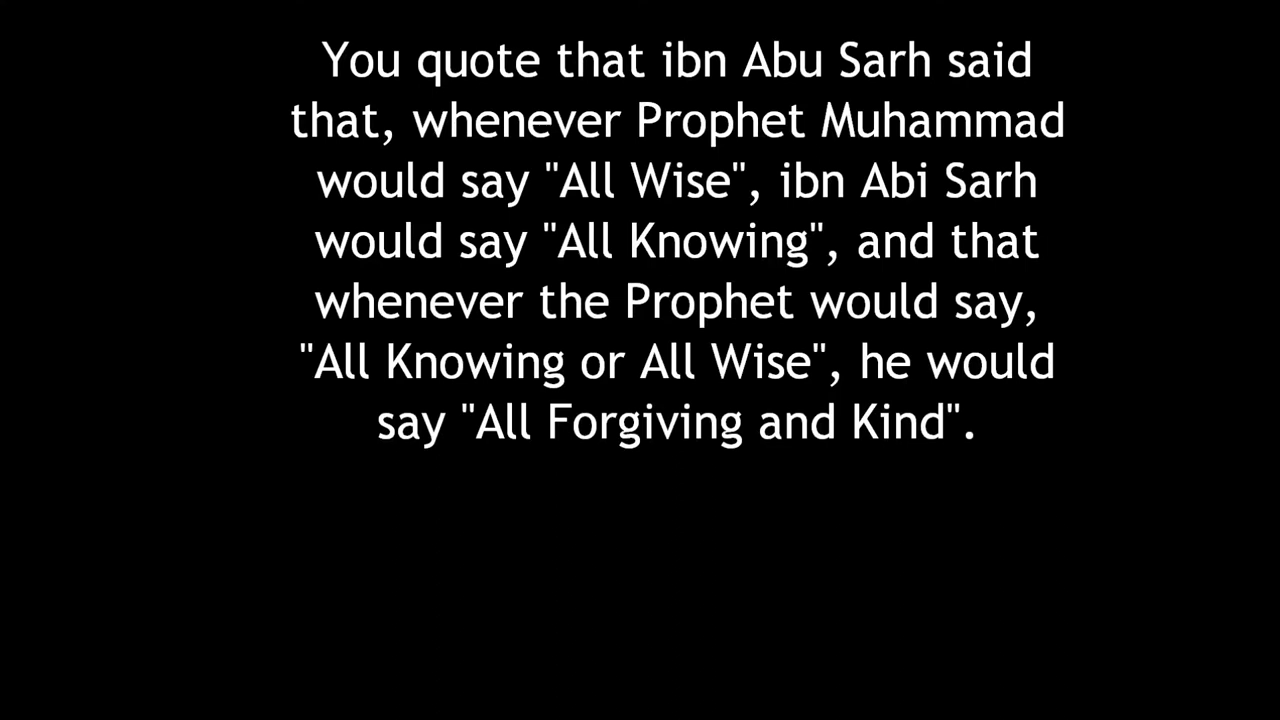 You quote that ibn Abu Sarh said
that, whenever Prophet Muhammad
would say "All Wise", ibn Abi Sarh
would say "All Knowing", and that
whenever the Prophet would say,
"All Knowing or All Wise", he would
say "All Forgiving and Kind".